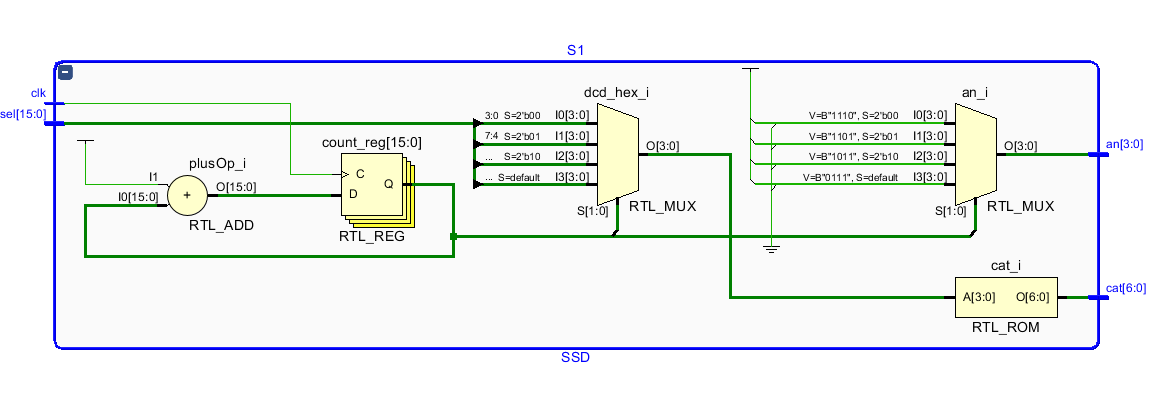 S1
-
clk
sel[15:0]
dcd_hex_i
an_i
3:0 S=2'b00 I0[3:0]
7:4 S=2'b01 I1[3:0]
... S=2'b10 I2[3:0]
... S=default I3[3:0]
O[3:0]
S[1:0]
RTL_MUX
V=B"1110", S=2'b00 I0[3:0]
V=B"1101", S=2'b01 I1[3:0]
V=B"1011", S=2'b10 I2[3:0]
V=B"0111", S=default I3[3:0]
O[3:0]
an[3:0]
S[1:0]
RTL_MUX
plusOp_i
I1
I0[15:0]
+
O[15:0]
RTL_ADD
count_reg[15:0]
C
D
Q
RTL_REG
cat_i
A[3:0] O[6:0]
cat[6:0]
RTL_ROM
SSD